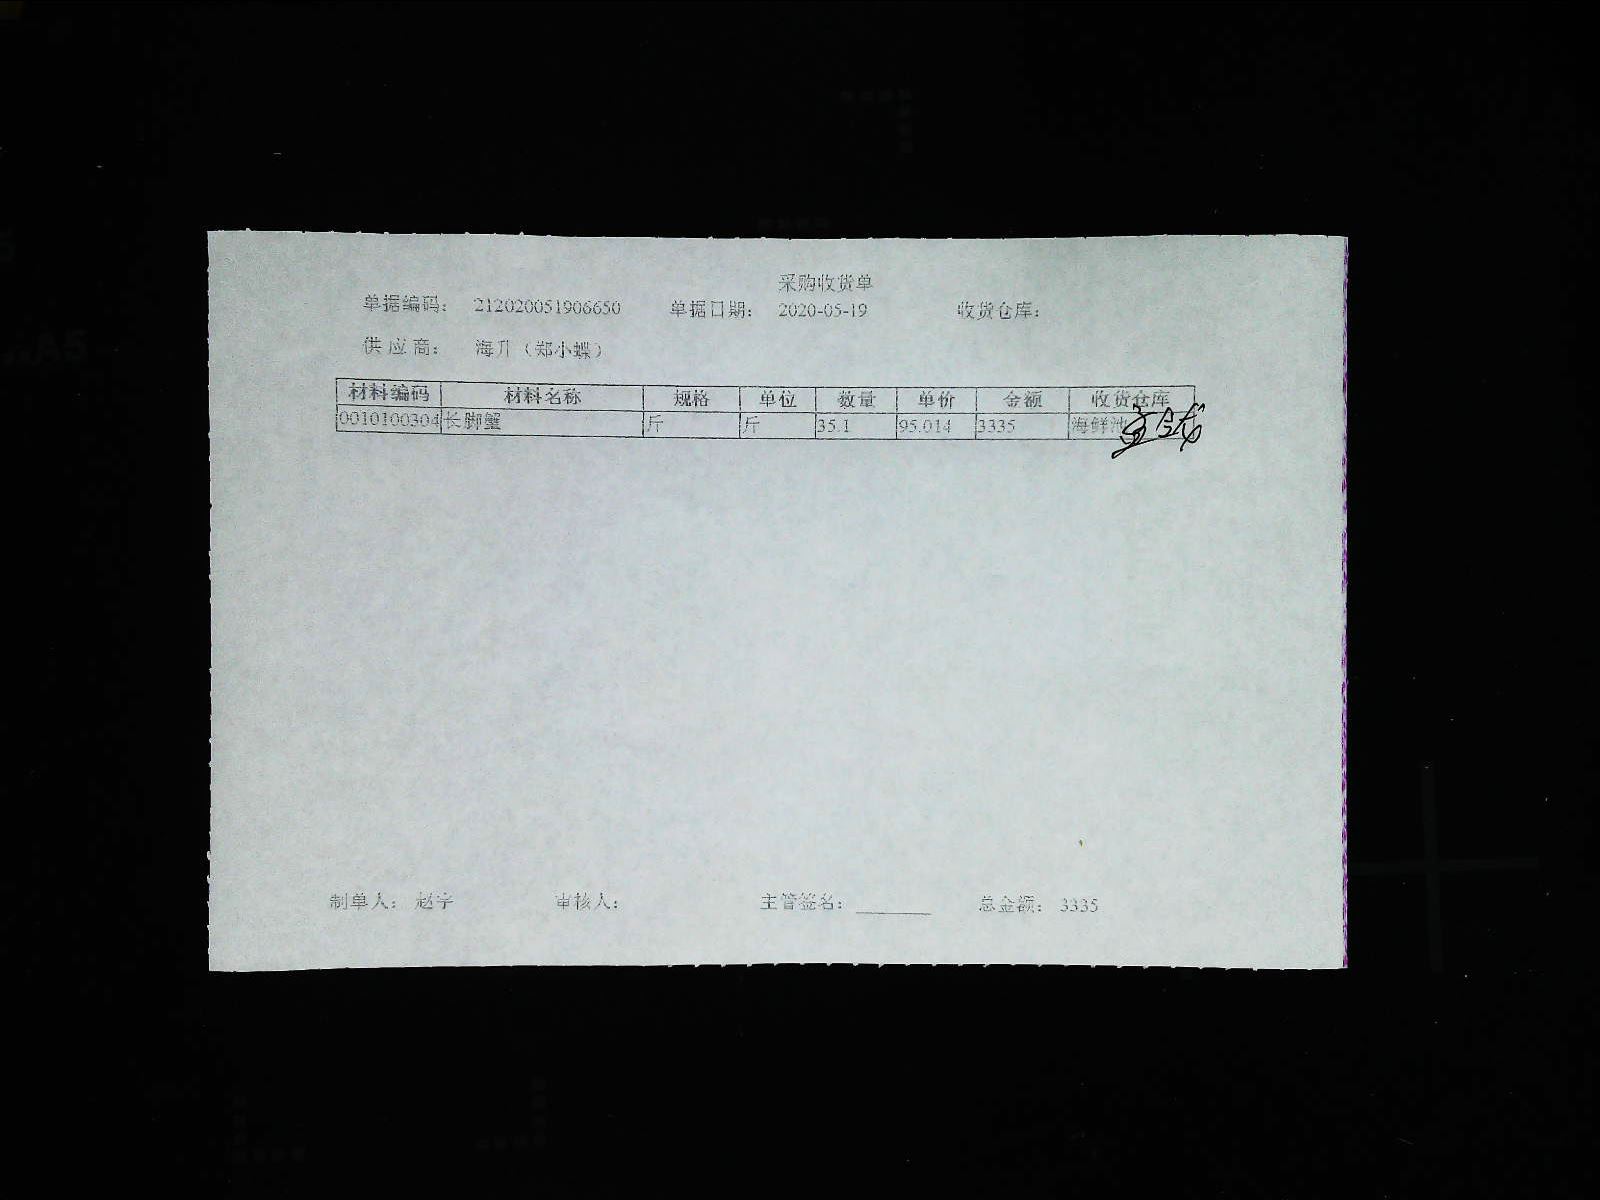 采购收货单
单据编码： 212020051906650 单据日期： 2020-05-19 收货仓库：
供应商： 海升（郑小蝶）
材料编码 材料名称 规格 单位 数量 单价 金额 收货仓库
0010100304 长脚蟹 斤 斤 35.1 95.014 3335 海鲜池
制单人： 赵宇 审核人： 主管签名： 总金额： 3335